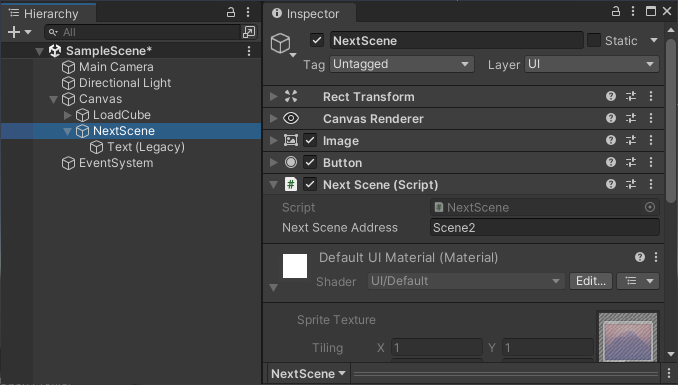 Hierarchy
All
SampleScene*
Main Camera
Directional Light
Canvas
LoadCube
NextScene
Text (Legacy)
EventSystem
Inspector
NextScene
Static
Tag Untagged Layer UI
Rect Transform
Canvas Renderer
Image
Button
Next Scene (Script)
Script NextScene
Next Scene Address Scene2
Default UI Material (Material)
Shader UI/Default Edit...
Sprite Texture
Tiling X 1 Y 1
NextScene